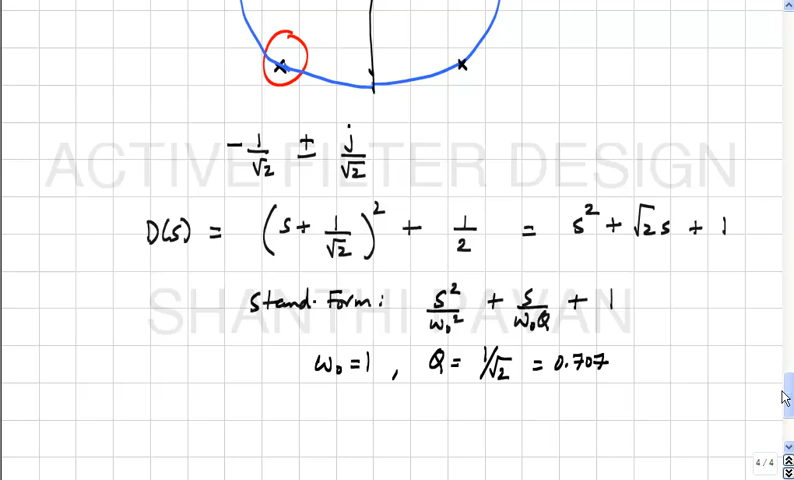 -1/√2 ± j/√2
ACTIVE FILTER DESIGN
D(s) = (s + 1/√2)² + 1/2 = s² + √2s + 1
Stand. Form: s²/ω₀² + s/ω₀Q + 1
SHANTHI PAVAN
ω₀ = 1 , Q = 1/√2 = 0.707
4 / 4